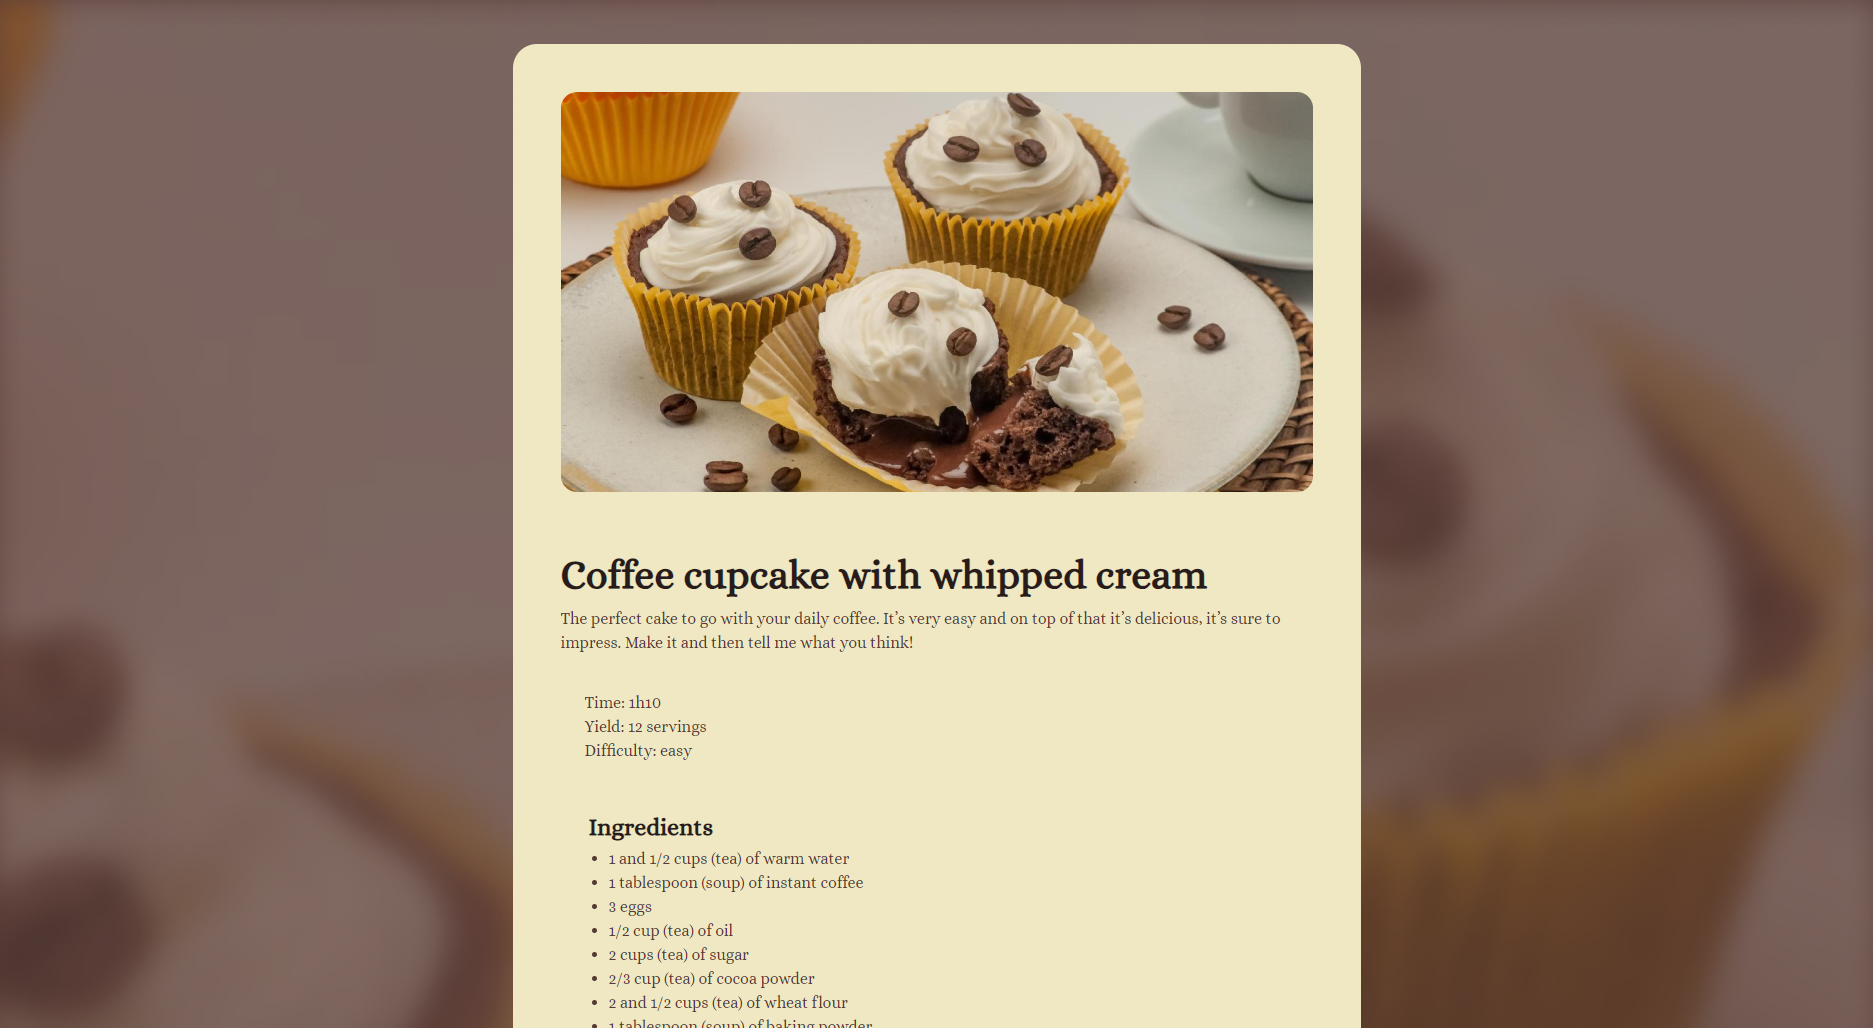 Coffee cupcake with whipped cream
The perfect cake to go with your daily coffee. It’s very easy and on top of that it’s delicious, it’s sure to
impress. Make it and then tell me what you think!
Time: 1h10
Yield: 12 servings
Difficulty: easy
Ingredients
• 1 and 1/2 cups (tea) of warm water
• 1 tablespoon (soup) of instant coffee
• 3 eggs
• 1/2 cup (tea) of oil
• 2 cups (tea) of sugar
• 2/3 cup (tea) of cocoa powder
• 2 and 1/2 cups (tea) of wheat flour
• 1 tablespoon (soup) of baking powder